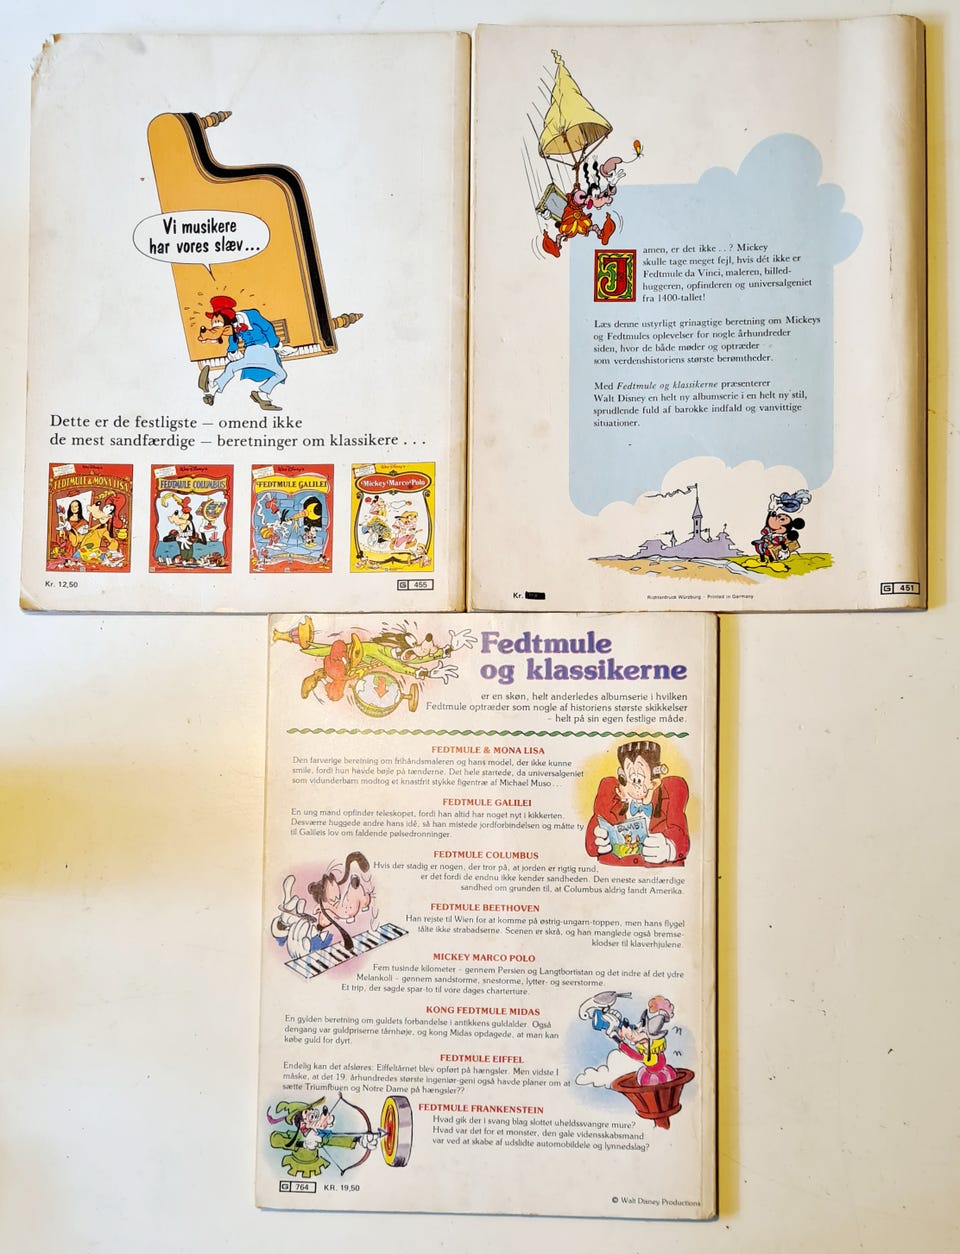 Vi musikere
har vores slæv...
Dette er de festligste – omend ikke
de mest sandfærdige – beretninger om klassikere . . .
Walt Disney's
FEDTMULE & MONA LISA
Walt Disney's
FEDTMULE COLUMBUS
Walt Disney's
FEDTMULE GALILEI
Walt Disney's
Mickey Marco Polo
Kr. 12,50
G 455
J
amen, er det ikke . . ? Mickey
skulle tage meget fejl, hvis dét ikke er
Fedtmule da Vinci, maleren, billed-
huggeren, opfinderen og universalgeniet
fra 1400-tallet!
Læs denne ustyrligt grinagtige beretning om Mickeys
og Fedtmules oplevelser for nogle århundreder
siden, hvor de både møder og optræder
som verdenshistoriens største berømtheder.
Med Fedtmule og klassikerne præsenterer
Walt Disney en helt ny albumserie i en helt ny stil,
sprudlende fuld af barokke indfald og vanvittige
situationer.
Kr.
Richterdruck Würzburg - Printed in Germany
G 451
Fedtmule
og klassikerne
er en skøn, helt anderledes albumserie i hvilken
Fedtmule optræder som nogle af historiens største skikkelser
- helt på sin egen festlige måde.
FEDTMULE & MONA LISA
Den farverige beretning om frihåndsmaleren og hans model, der ikke kunne
smile, fordi hun havde bøjle på tænderne. Det hele startede, da universalgeniet
som vidunderbarn modtog et knastfrit stykke figentræ af Michael Muso...
FEDTMULE GALILEI
En ung mand opfinder teleskopet, fordi han altid har noget nyt i kikkerten.
Desværre huggede andre hans idé, så han mistede jordforbindelsen og måtte ty
til Galileis lov om faldende pølsedronninger.
BAMBI
FEDTMULE COLUMBUS
Hvis der stadig er nogen, der tror på, at jorden er rigtig rund,
er det fordi de endnu ikke kender sandheden. Den eneste sandfærdige
sandhed om grunden til, at Columbus aldrig fandt Amerika.
FEDTMULE BEETHOVEN
Han rejste til Wien for at komme på østrig-ungarn-toppen, men hans flygel
tålte ikke strabadserne. Scenen er skrå, og han manglede også bremse-
klodser til klaverhjulene.
MICKEY MARCO POLO
Fem tusinde kilometer - gennem Persien og Langtbortistan og det indre af det ydre
Melankoli - gennem sandstorme, snestorme, lytter- og seerstorme.
Et trip, der sagde spar-to til vore dages charterture.
KONG FEDTMULE MIDAS
En gylden beretning om guldets forbandelse i antikkens guldalder. Også
dengang var guldpriserne tårnhøje, og kong Midas opdagede, at man kan
købe guld for dyrt.
FEDTMULE EIFFEL
Endelig kan det afsløres: Eiffeltårnet blev opført på hængsler. Men vidste I
måske, at det 19. århundredes største ingeniør-geni også havde planer om at
sætte Triumfbuen og Notre Dame på hængsler??
FEDTMULE FRANKENSTEIN
Hvad gik der i svang bag slottet uheldssvangre mure?
Hvad var det for et monster, den gale vidensskabsmand
var ved at skabe af udslidte automobildele og lynnedslag?
G 764 KR. 19,50
© Walt Disney Productions